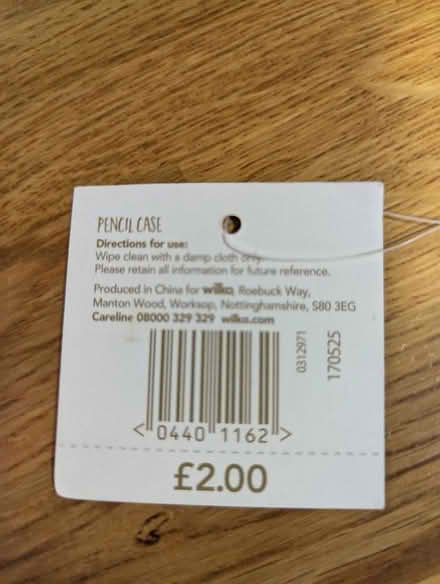 PENCIL CASE
Directions for use:
Wipe clean with a damp cloth only.
Please retain all information for future reference.
Produced in China for wilko, Roebuck Way,
Manton Wood, Worksop, Nottinghamshire, S80 3EG
Careline 08000 329 329 wilko.com
0312971
170525
<0440 1162>
£2.00